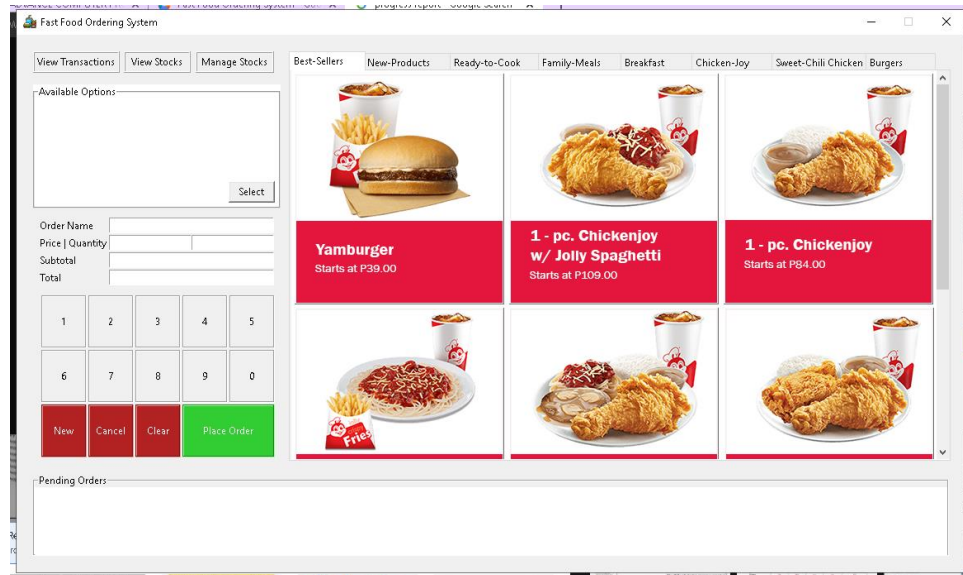 Fast Food Ordering System
View Transactions View Stocks Manage Stocks
Best-Sellers New-Products Ready-to-Cook Family-Meals Breakfast Chicken-Joy Sweet-Chili Chicken Burgers
Available Options
Select
Order Name
Price | Quantity
Subtotal
Total
1 2 3 4 5
6 7 8 9 0
New Cancel Clear Place Order
Yamburger
Starts at P39.00
1 - pc. Chickenjoy
w/ Jolly Spaghetti
Starts at P109.00
1 - pc. Chickenjoy
Starts at P84.00
Fries
Pending Orders